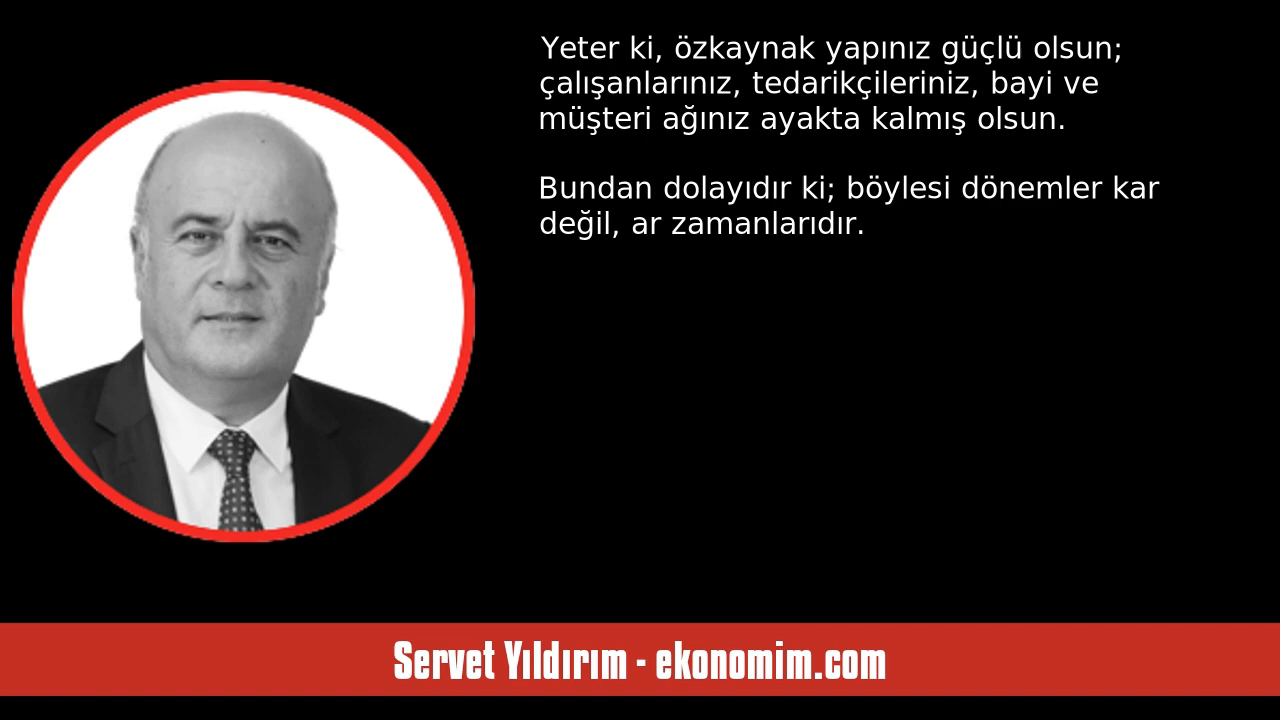 Yeter ki, özkaynak yapınız güçlü olsun;
çalışanlarınız, tedarikçileriniz, bayi ve
müşteri ağınız ayakta kalmış olsun.
Bundan dolayıdır ki; böylesi dönemler kar
değil, ar zamanlarıdır.
Servet Yıldırım - ekonomim.com